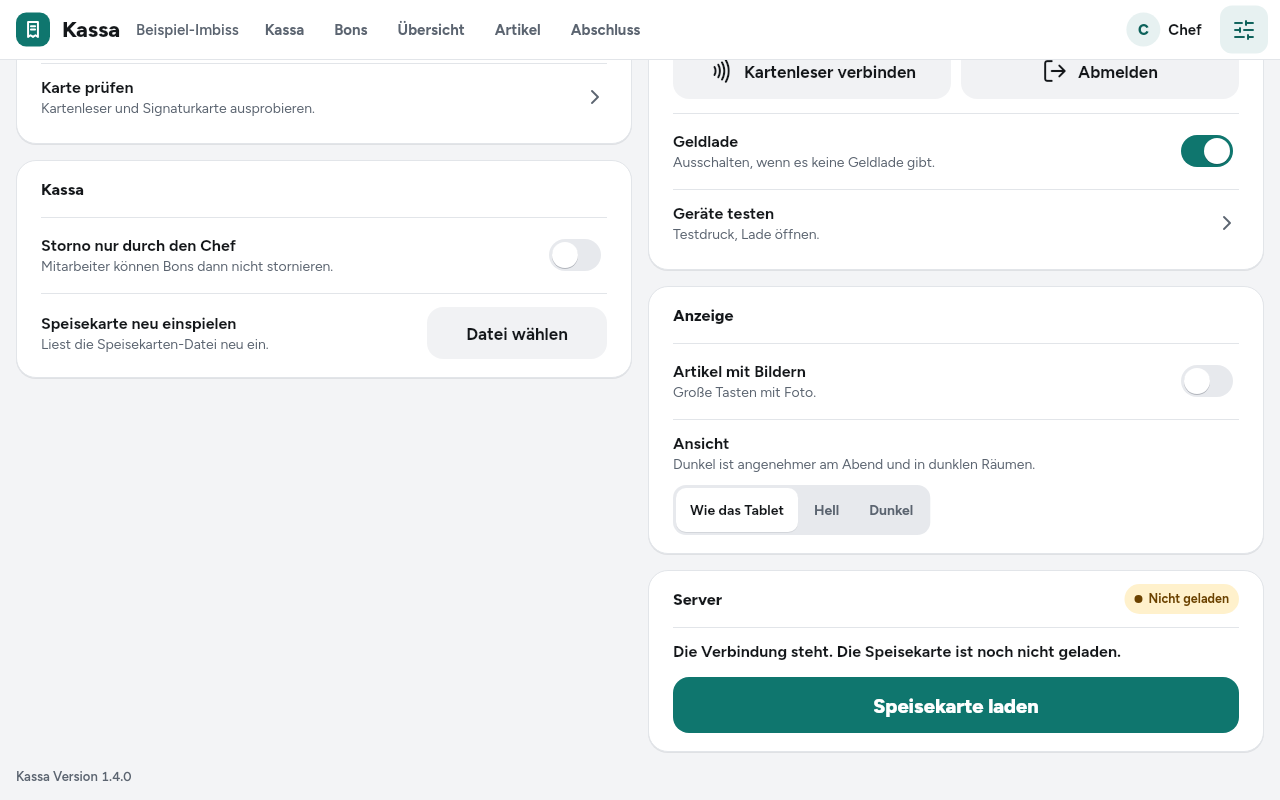 Kassa
Beispiel-Imbiss
Kassa
Bons
Übersicht
Artikel
Abschluss
C
Chef
Karte prüfen
Kartenleser und Signaturkarte ausprobieren.
Kassa
Storno nur durch den Chef
Mitarbeiter können Bons dann nicht stornieren.
Speisekarte neu einspielen
Liest die Speisekarten-Datei neu ein.
Datei wählen
Kartenleser verbinden
Abmelden
Geldlade
Ausschalten, wenn es keine Geldlade gibt.
Geräte testen
Testdruck, Lade öffnen.
Anzeige
Artikel mit Bildern
Große Tasten mit Foto.
Ansicht
Dunkel ist angenehmer am Abend und in dunklen Räumen.
Wie das Tablet
Hell
Dunkel
Server
Nicht geladen
Die Verbindung steht. Die Speisekarte ist noch nicht geladen.
Speisekarte laden
Kassa Version 1.4.0